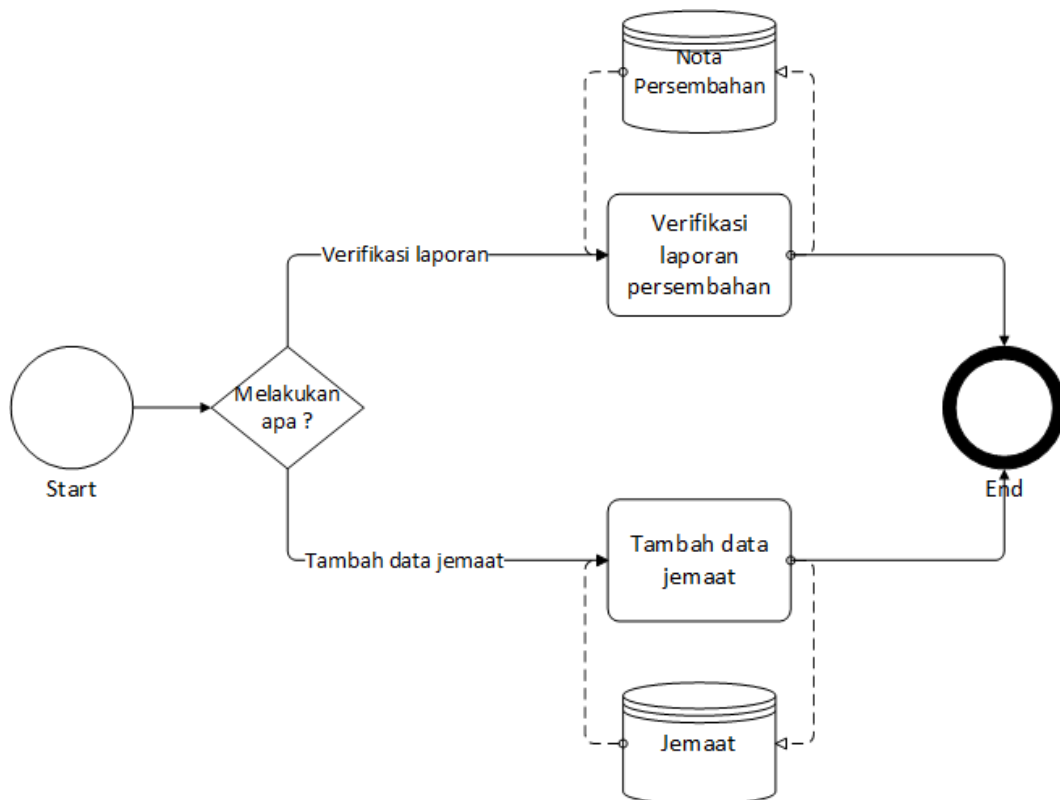 Nota
Persembahan
Verifikasi
laporan
persembahan
Verifikasi laporan
Melakukan
apa ?
Start
End
Tambah data jemaat
Tambah data
jemaat
Jemaat